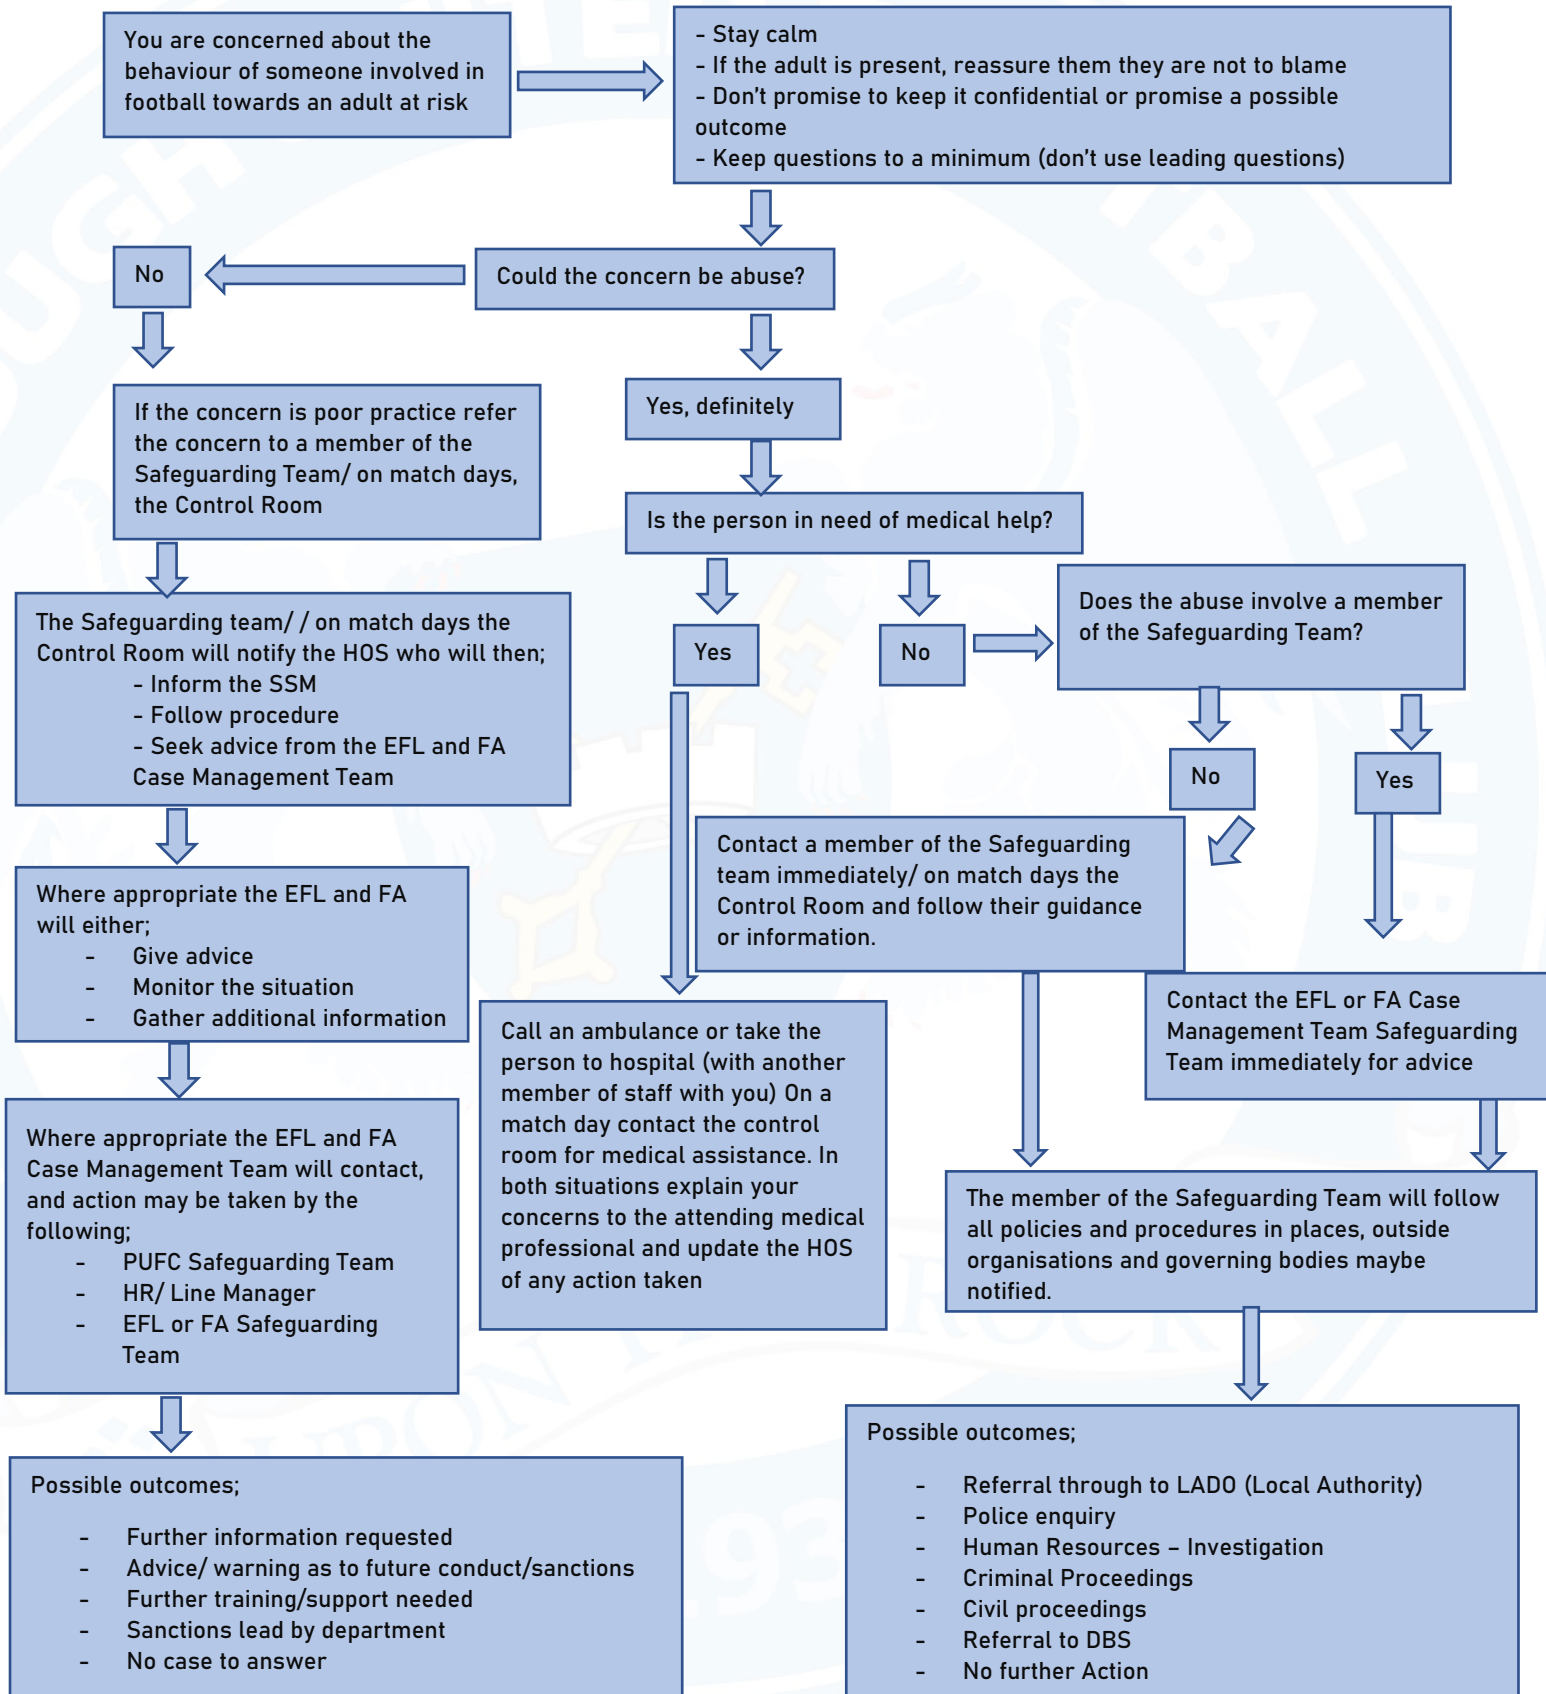 You are concerned about the
behaviour of someone involved in
football towards an adult at risk
- Stay calm
- If the adult is present, reassure them they are not to blame
- Don't promise to keep it confidential or promise a possible
outcome
- Keep questions to a minimum (don't use leading questions)
No
Could the concern be abuse?
If the concern is poor practice refer
the concern to a member of the
Safeguarding Team/ on match days,
the Control Room
Yes, definitely
Is the person in need of medical help?
The Safeguarding team/ / on match days the
Control Room will notify the HOS who will then;
- Inform the SSM
- Follow procedure
- Seek advice from the EFL and FA
Case Management Team
Yes
No
Does the abuse involve a member
of the Safeguarding Team?
No
Yes
Where appropriate the EFL and FA
will either;
- Give advice
- Monitor the situation
- Gather additional information
Contact a member of the Safeguarding
team immediately/ on match days the
Control Room and follow their guidance
or information.
Contact the EFL or FA Case
Management Team Safeguarding
Team immediately for advice
Call an ambulance or take the
person to hospital (with another
member of staff with you) On a
match day contact the control
room for medical assistance. In
both situations explain your
concerns to the attending medical
professional and update the HOS
of any action taken
Where appropriate the EFL and FA
Case Management Team will contact,
and action may be taken by the
following;
- PUFC Safeguarding Team
- HR/ Line Manager
- EFL or FA Safeguarding
Team
The member of the Safeguarding Team will follow
all policies and procedures in places, outside
organisations and governing bodies maybe
notified.
Possible outcomes;
- Further information requested
- Advice/ warning as to future conduct/sanctions
- Further training/support needed
- Sanctions lead by department
- No case to answer
Possible outcomes;
- Referral through to LADO (Local Authority)
- Police enquiry
- Human Resources – Investigation
- Criminal Proceedings
- Civil proceedings
- Referral to DBS
- No further Action
UPON
ROCK